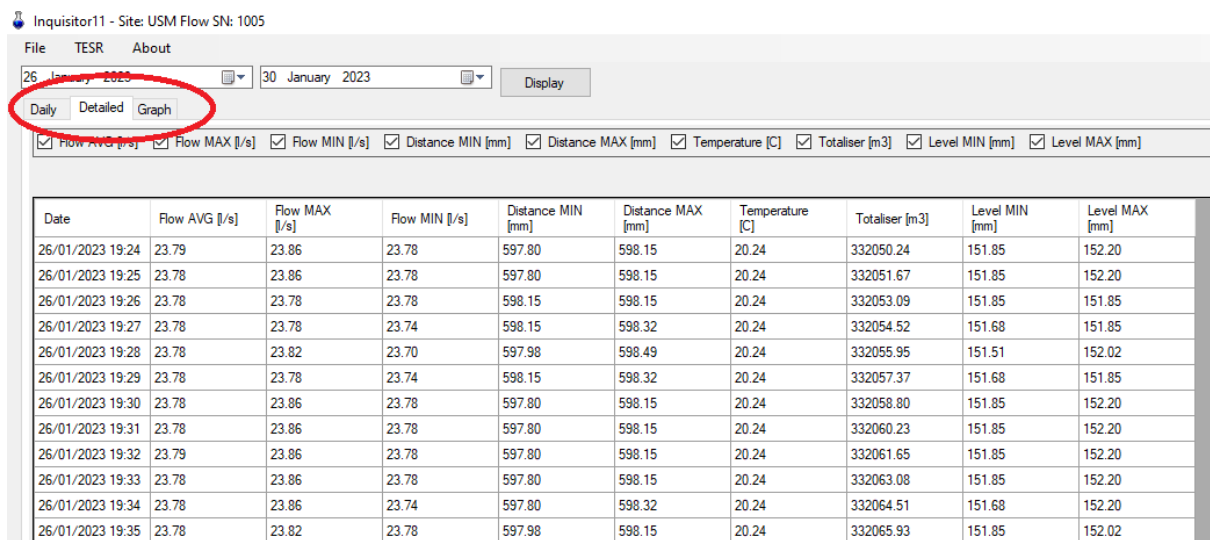 Inquisitor11 - Site: USM Flow SN: 1005
File TESR About
26 January 2023 30 January 2023 Display
Daily Detailed Graph
Flow AVG [l/s] Flow MAX [l/s] Flow MIN [l/s] Distance MIN [mm] Distance MAX [mm] Temperature [C] Totaliser [m3] Level MIN [mm] Level MAX [mm]
Date Flow AVG [l/s] Flow MAX [l/s] Flow MIN [l/s] Distance MIN [mm] Distance MAX [mm] Temperature [C] Totaliser [m3] Level MIN [mm] Level MAX [mm]
26/01/2023 19:24 23.79 23.86 23.78 597.80 598.15 20.24 332050.24 151.85 152.20
26/01/2023 19:25 23.78 23.86 23.78 597.80 598.15 20.24 332051.67 151.85 152.20
26/01/2023 19:26 23.78 23.78 23.78 598.15 598.15 20.24 332053.09 151.85 151.85
26/01/2023 19:27 23.78 23.78 23.74 598.15 598.32 20.24 332054.52 151.68 151.85
26/01/2023 19:28 23.78 23.82 23.70 597.98 598.49 20.24 332055.95 151.51 152.02
26/01/2023 19:29 23.78 23.78 23.74 598.15 598.32 20.24 332057.37 151.68 151.85
26/01/2023 19:30 23.78 23.86 23.78 597.80 598.15 20.24 332058.80 151.85 152.20
26/01/2023 19:31 23.78 23.86 23.78 597.80 598.15 20.24 332060.23 151.85 152.20
26/01/2023 19:32 23.79 23.86 23.78 597.80 598.15 20.24 332061.65 151.85 152.20
26/01/2023 19:33 23.78 23.86 23.78 597.80 598.15 20.24 332063.08 151.85 152.20
26/01/2023 19:34 23.78 23.86 23.74 597.80 598.32 20.24 332064.51 151.68 152.20
26/01/2023 19:35 23.78 23.82 23.78 597.98 598.15 20.24 332065.93 151.85 152.02